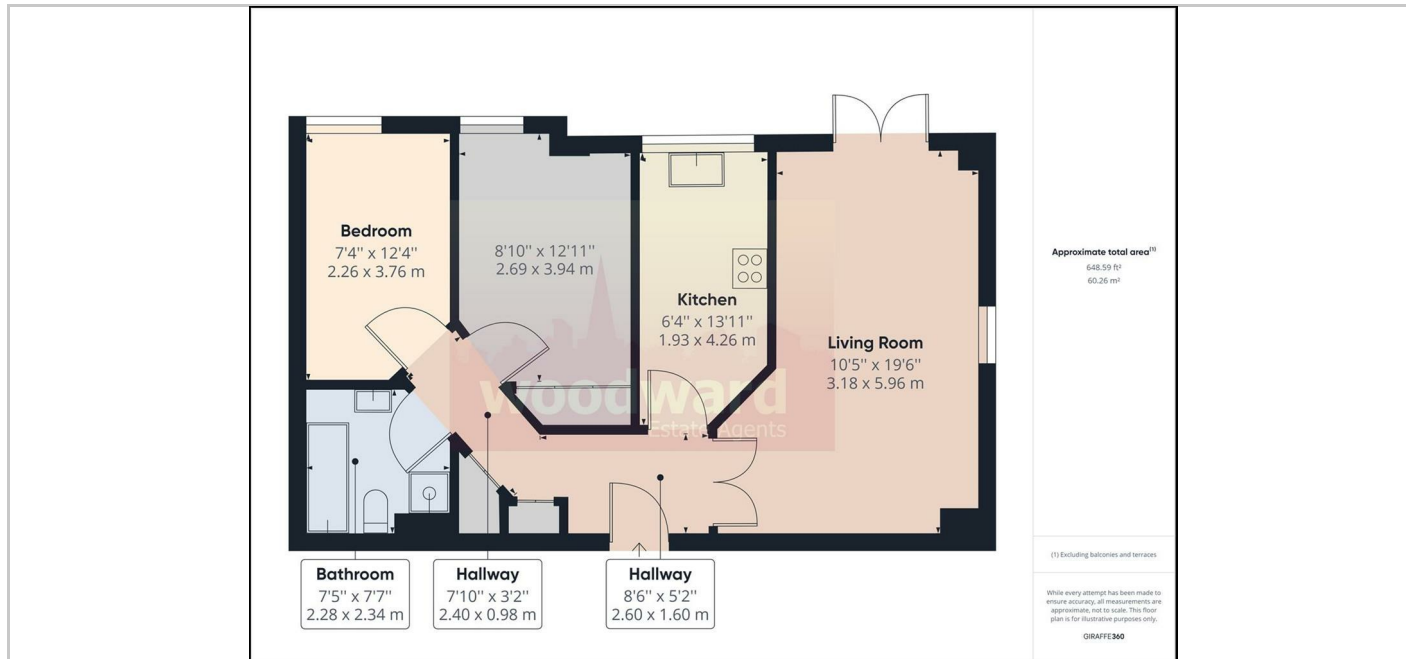 Bedroom
7'4" x 12'4"
2.26 x 3.76 m
8'10" x 12'11"
2.69 x 3.94 m
Kitchen
6'4" x 13'11"
1.93 x 4.26 m
Living Room
10'5" x 19'6"
3.18 x 5.96 m
woodward
Estate Agents
Bathroom
7'5" x 7'7"
2.28 x 2.34 m
Hallway
7'10" x 3'2"
2.40 x 0.98 m
Hallway
8'6" x 5'2"
2.60 x 1.60 m
Approximate total area(1)
648.59 ft²
60.26 m²
(1) Excluding balconies and terraces
While every attempt has been made to
ensure accuracy, all measurements are
approximate, not to scale. This floor
plan is for illustrative purposes only.
GIRAFFE360